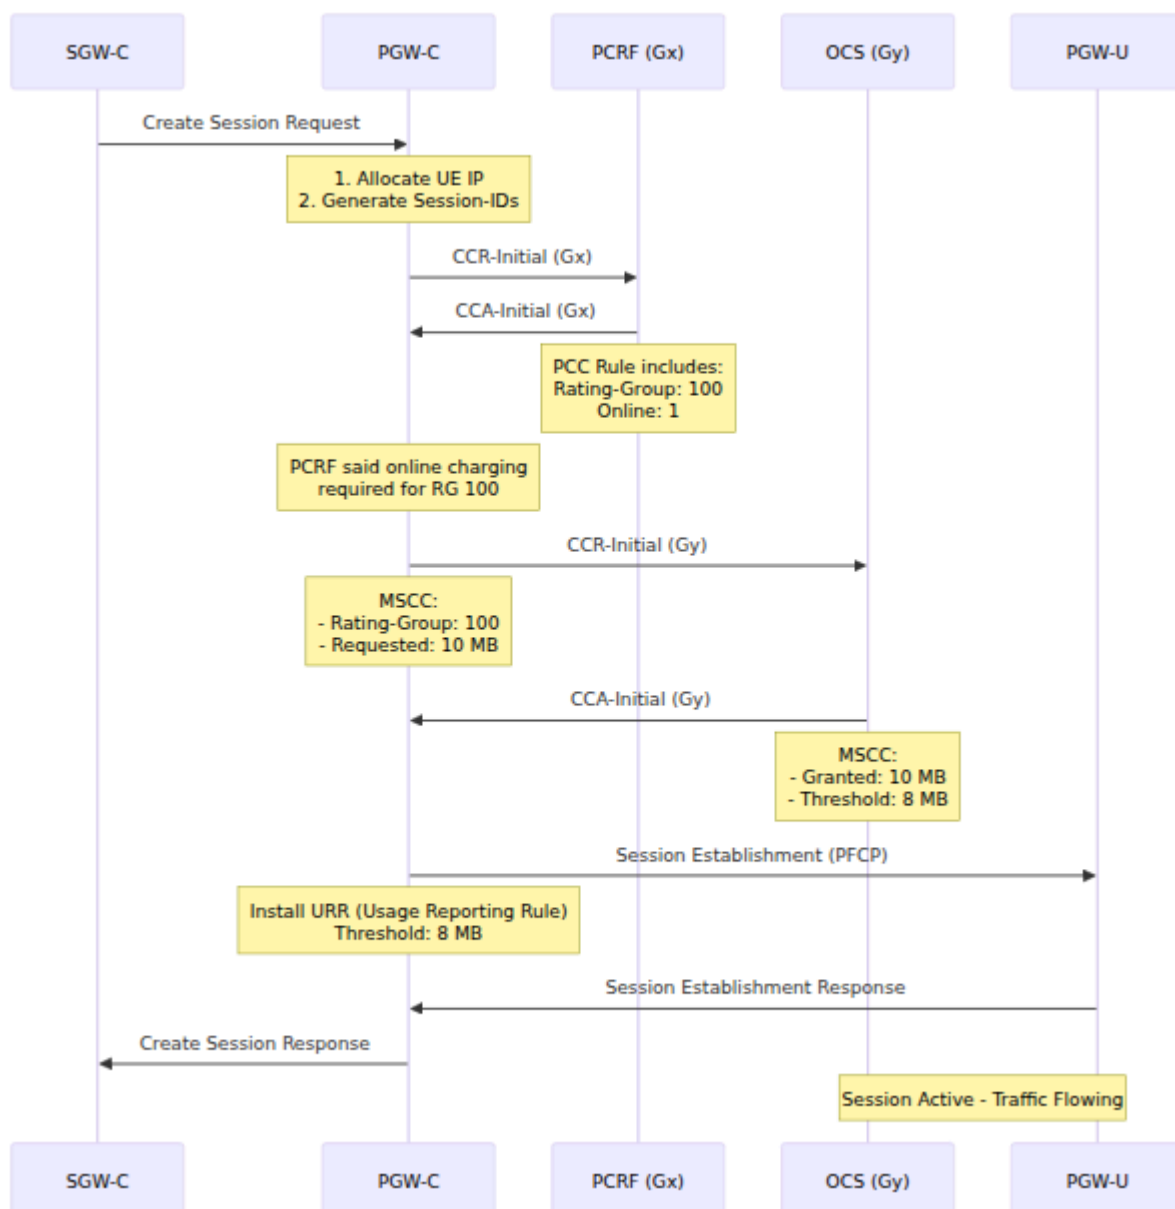 SGW-C
PGW-C
PCRF (Gx)
OCS (Gy)
PGW-U
Create Session Request
1. Allocate UE IP
2. Generate Session-IDs
CCR-Initial (Gx)
CCA-Initial (Gx)
PCC Rule includes:
Rating-Group: 100
Online: 1
PCRF said online charging
required for RG 100
CCR-Initial (Gy)
MSCC:
- Rating-Group: 100
- Requested: 10 MB
CCA-Initial (Gy)
MSCC:
- Granted: 10 MB
- Threshold: 8 MB
Session Establishment (PFCP)
Install URR (Usage Reporting Rule)
Threshold: 8 MB
Session Establishment Response
Create Session Response
Session Active - Traffic Flowing
SGW-C
PGW-C
PCRF (Gx)
OCS (Gy)
PGW-U